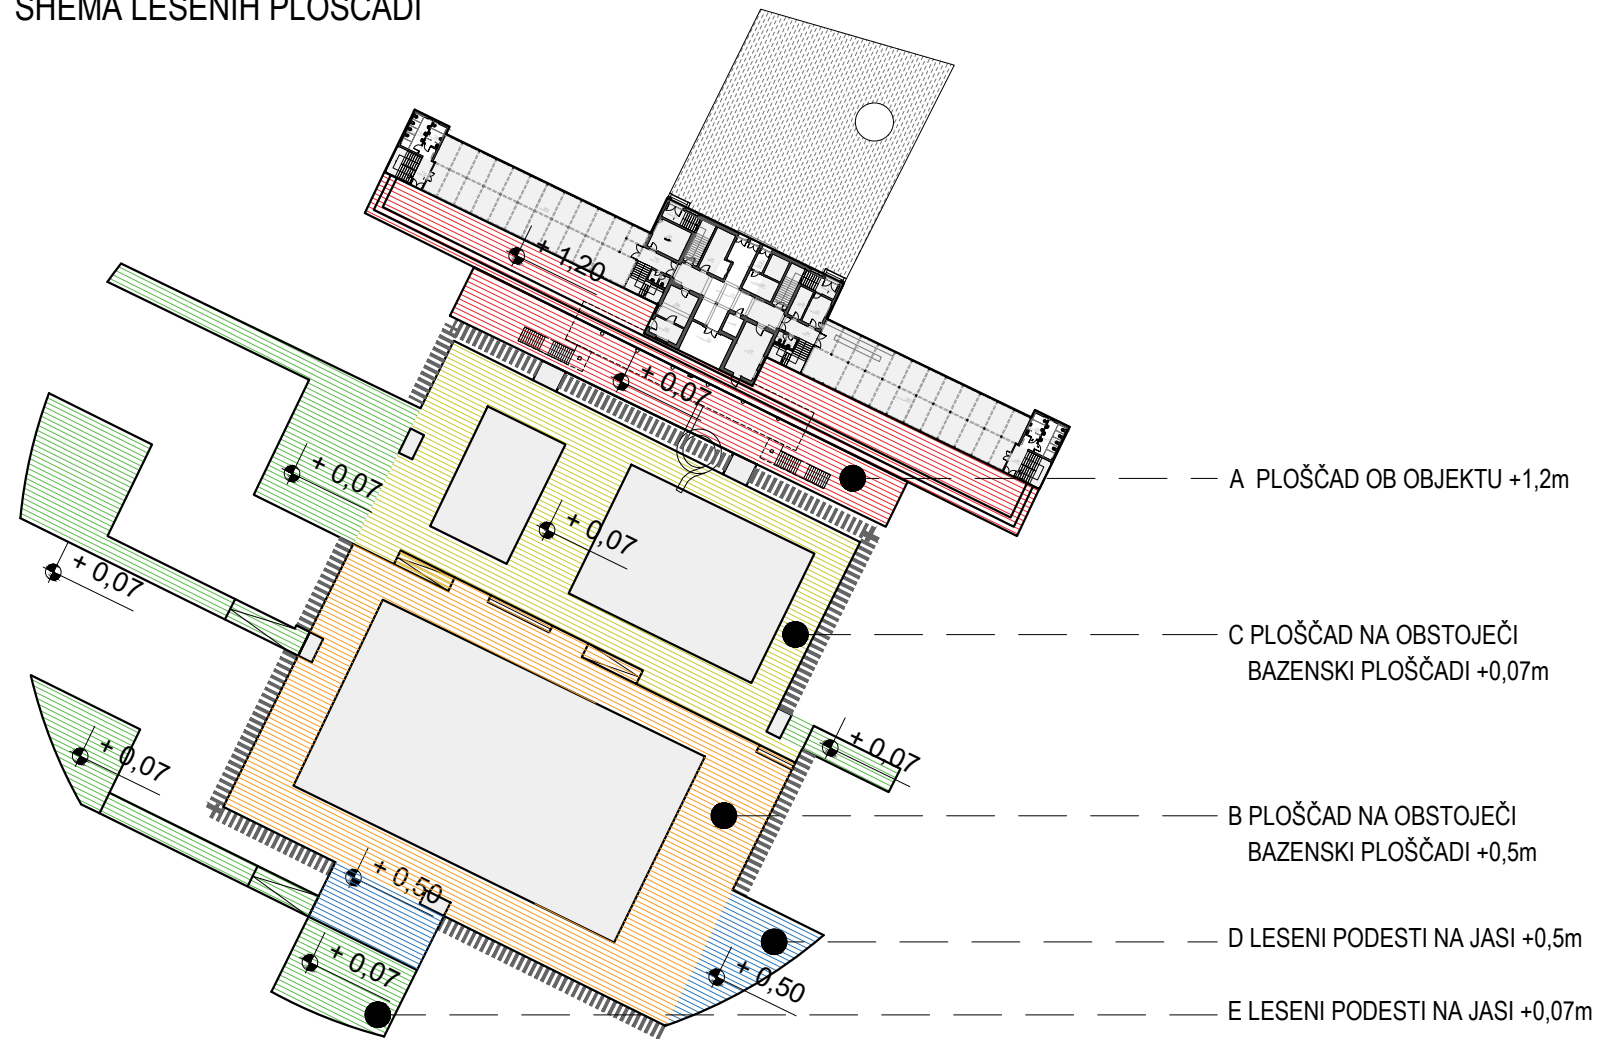 SHEMA LESENIH PLOŠČADI
+ 1,20
+ 0,07
+ 0,07
+ 0,07
+ 0,07
+ 0,07
+ 0,07
+ 0,50
+ 0,07
+ 0,50
A PLOŠČAD OB OBJEKTU +1,2m
C PLOŠČAD NA OBSTOJEČI
BAZENSKI PLOŠČADI +0,07m
B PLOŠČAD NA OBSTOJEČI
BAZENSKI PLOŠČADI +0,5m
D LESENI PODESTI NA JASI +0,5m
E LESENI PODESTI NA JASI +0,07m